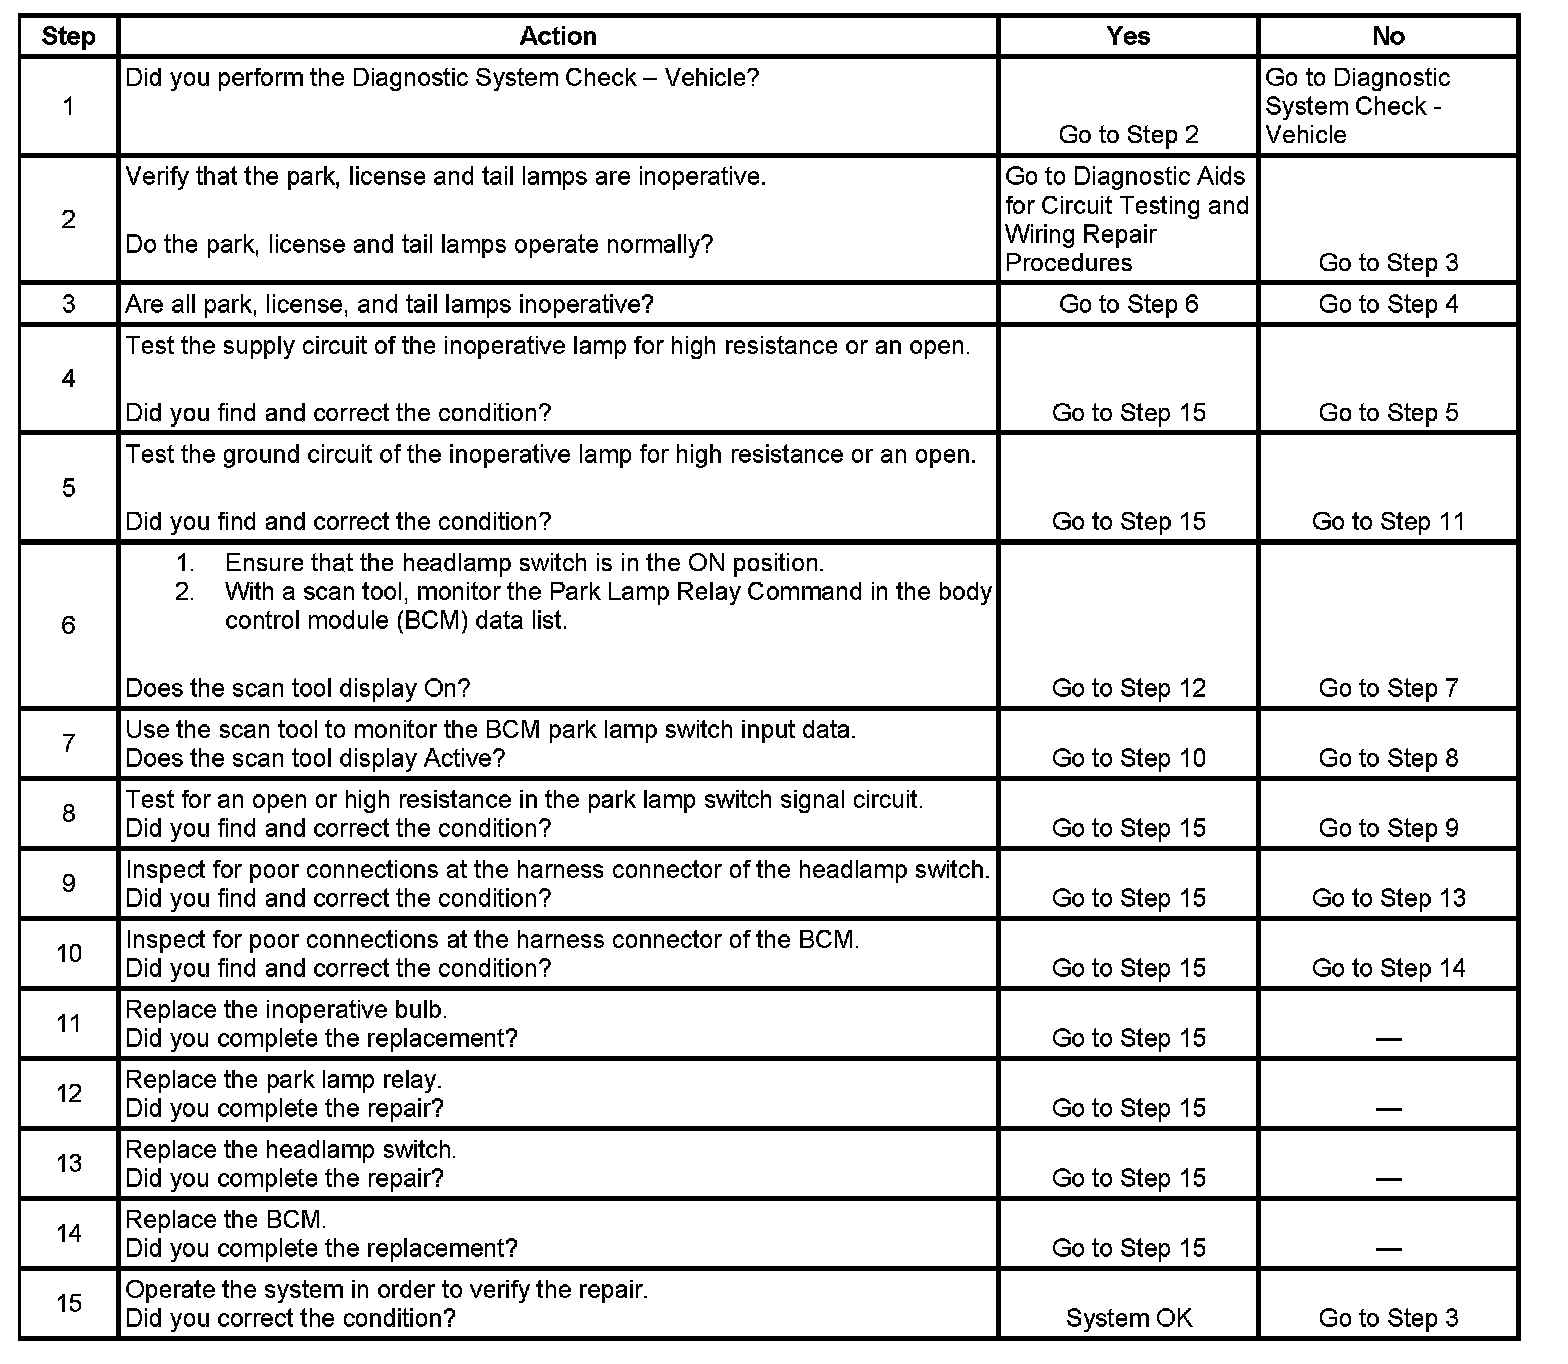 Step Action Yes No
1
Did you perform the Diagnostic System Check – Vehicle?
Go to Step 2
Go to Diagnostic
System Check -
Vehicle
2
Verify that the park, license and tail lamps are inoperative.
Do the park, license and tail lamps operate normally?
Go to Diagnostic Aids
for Circuit Testing and
Wiring Repair
Procedures
Go to Step 3
3 Are all park, license, and tail lamps inoperative? Go to Step 6 Go to Step 4
4
Test the supply circuit of the inoperative lamp for high resistance or an open.
Did you find and correct the condition? Go to Step 15 Go to Step 5
5
Test the ground circuit of the inoperative lamp for high resistance or an open.
Did you find and correct the condition? Go to Step 15 Go to Step 11
6
1. Ensure that the headlamp switch is in the ON position.
2. With a scan tool, monitor the Park Lamp Relay Command in the body
control module (BCM) data list.
Does the scan tool display On? Go to Step 12 Go to Step 7
7
Use the scan tool to monitor the BCM park lamp switch input data.
Does the scan tool display Active? Go to Step 10 Go to Step 8
8
Test for an open or high resistance in the park lamp switch signal circuit.
Did you find and correct the condition? Go to Step 15 Go to Step 9
9
Inspect for poor connections at the harness connector of the headlamp switch.
Did you find and correct the condition? Go to Step 15 Go to Step 13
10
Inspect for poor connections at the harness connector of the BCM.
Did you find and correct the condition? Go to Step 15 Go to Step 14
11
Replace the inoperative bulb.
Did you complete the replacement? Go to Step 15 —
12
Replace the park lamp relay.
Did you complete the repair? Go to Step 15 —
13
Replace the headlamp switch.
Did you complete the repair? Go to Step 15 —
14
Replace the BCM.
Did you complete the replacement? Go to Step 15 —
15
Operate the system in order to verify the repair.
Did you correct the condition? System OK Go to Step 3